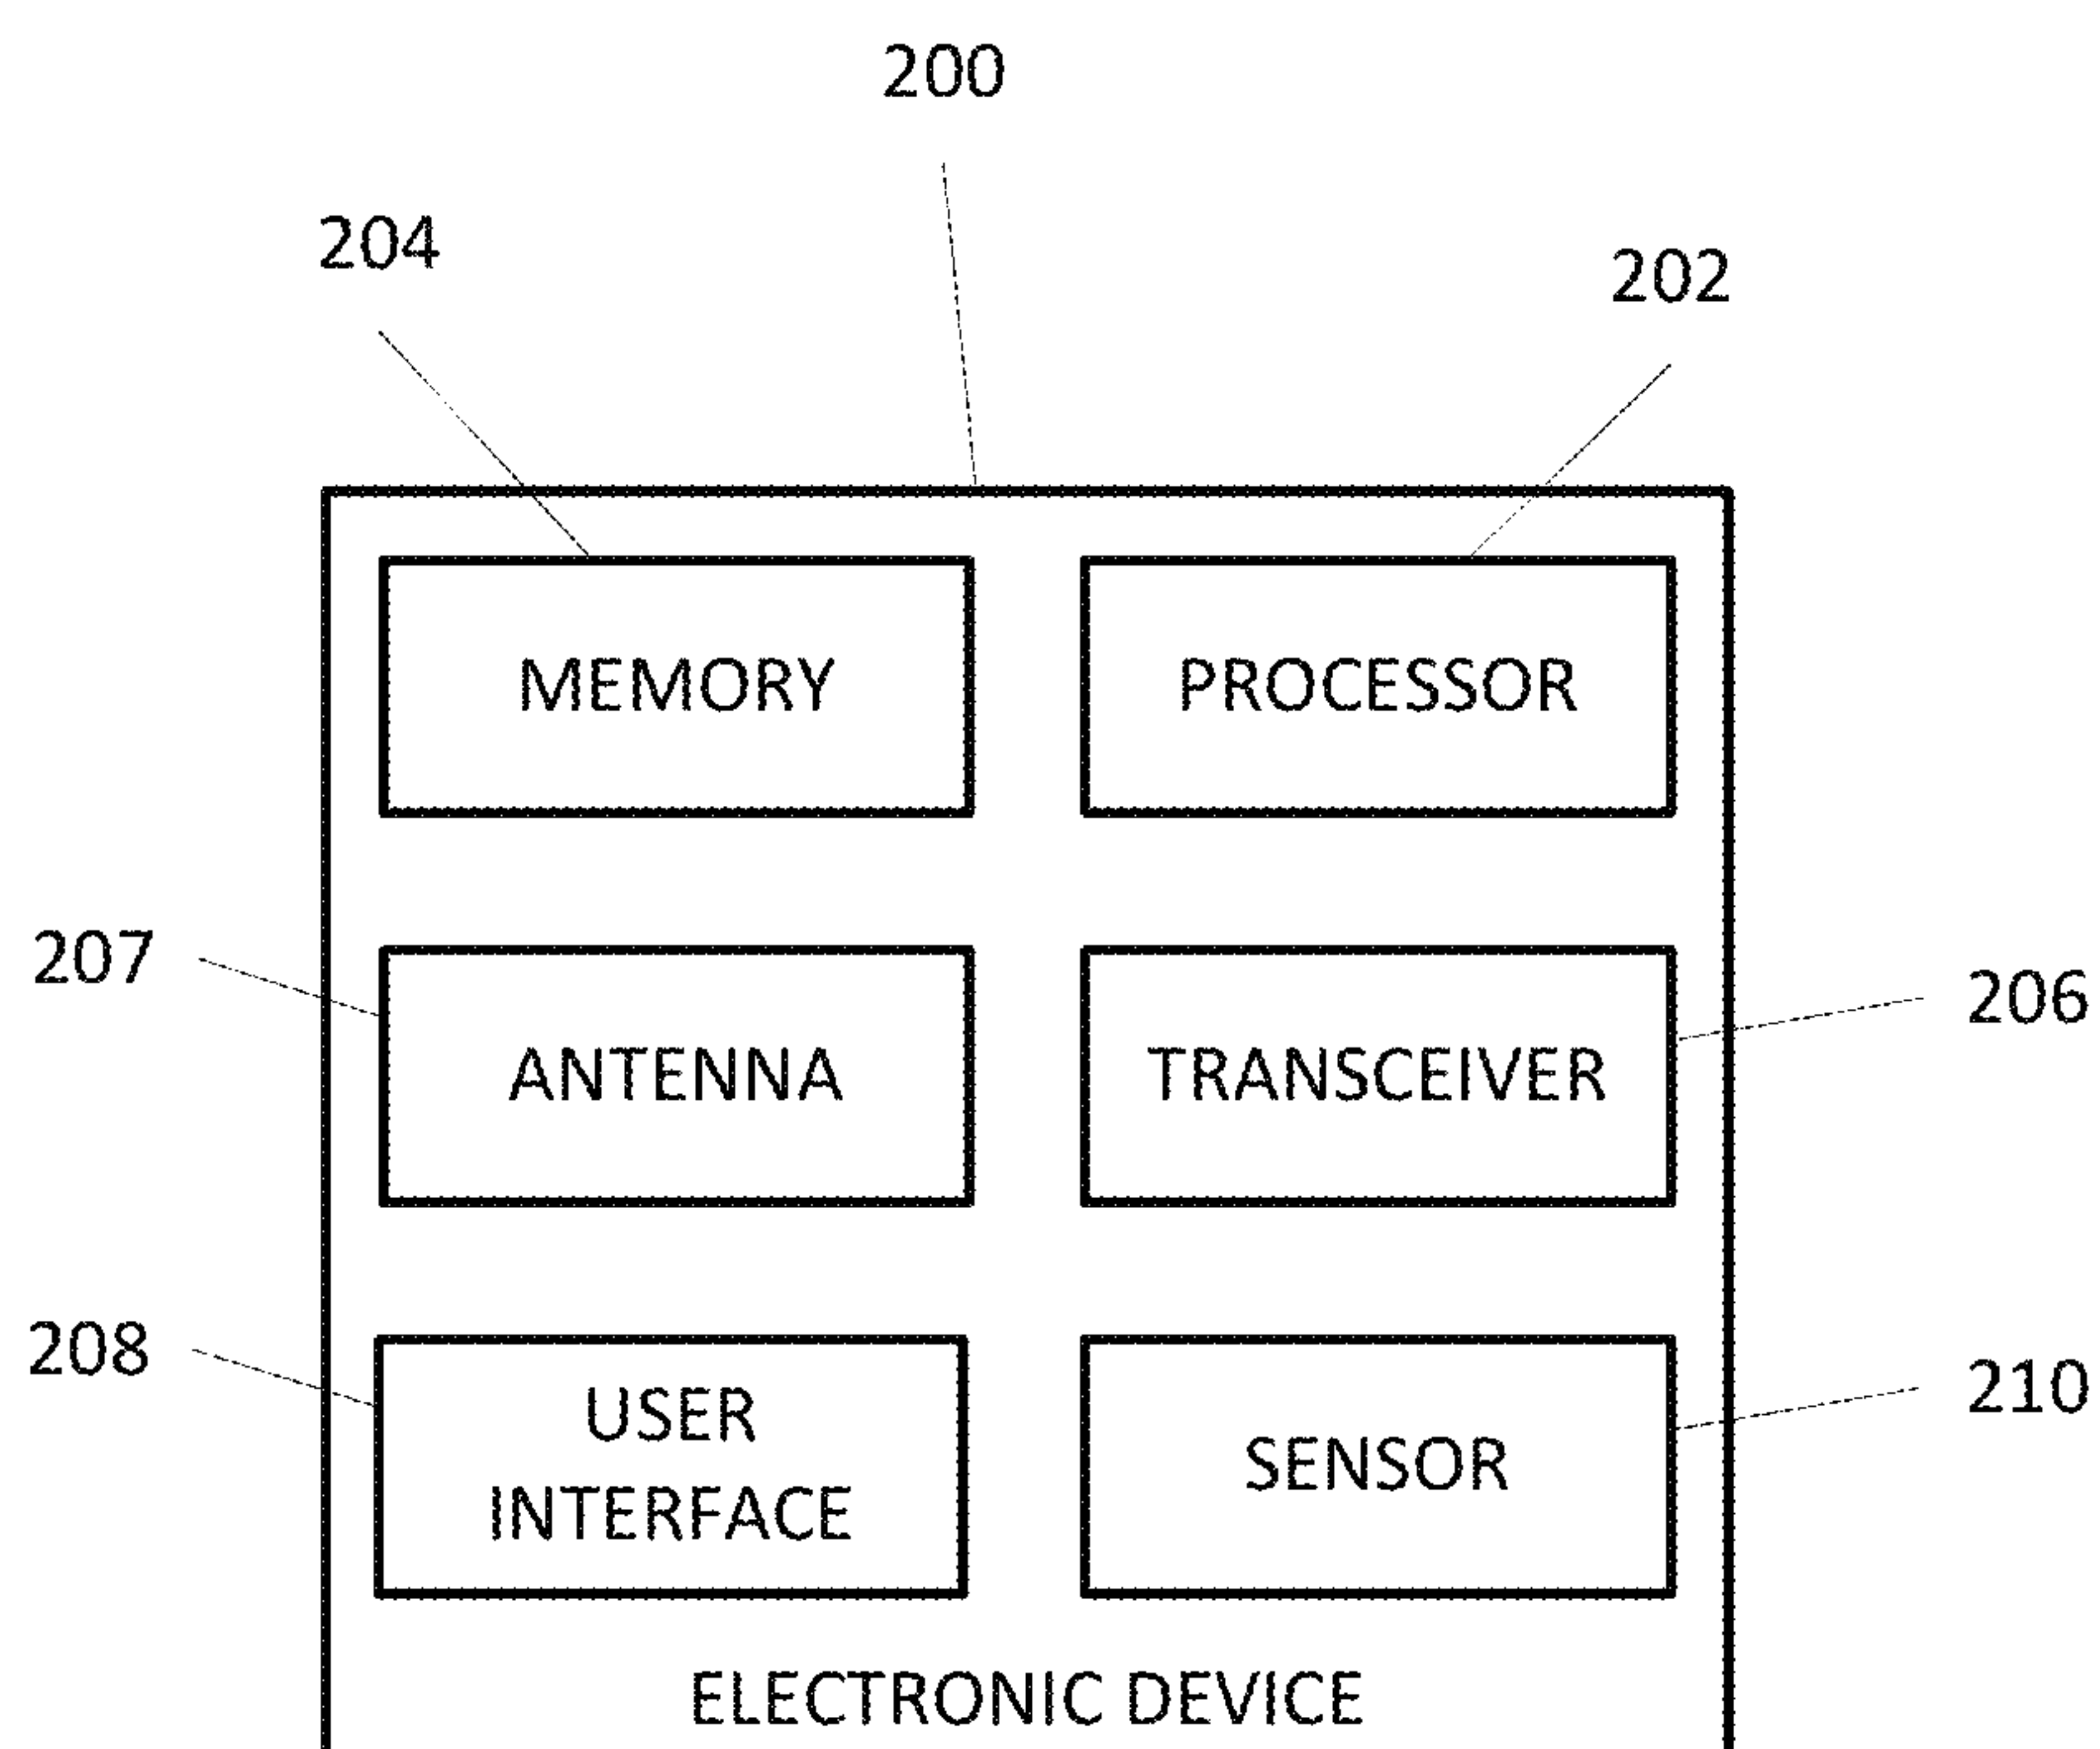 200
204
202
MEMORY
PROCESSOR
207
206
ANTENNA
TRANSCEIVER
208
210
USER
INTERFACE
SENSOR
ELECTRONIC DEVICE